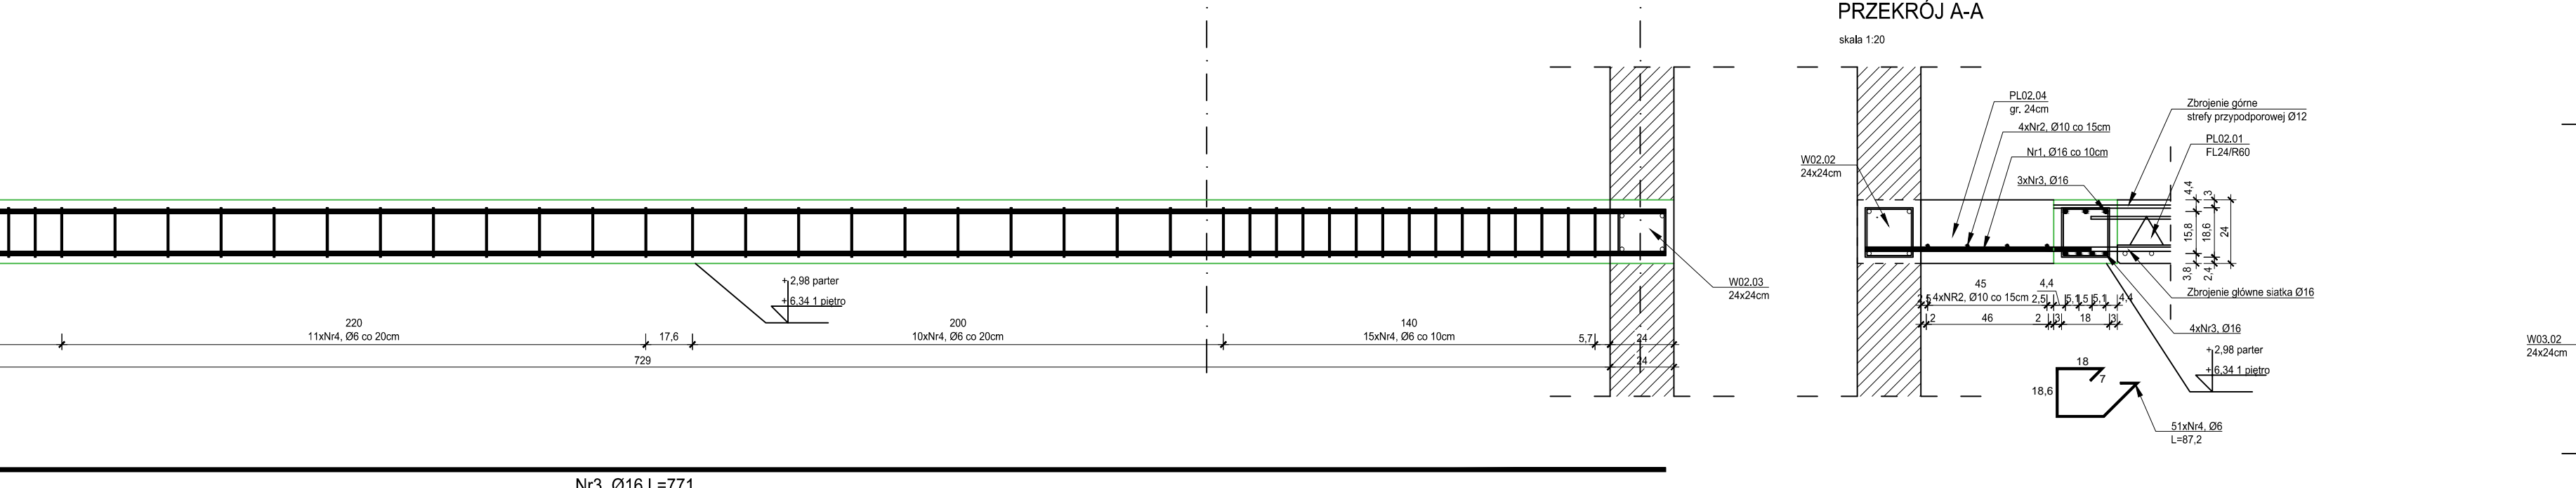 PRZEKRÓJ A-A
skala 1:20
PL02.04
gr. 24cm
4xNr2, Ø10 co 15cm
Nr1, Ø16 co 10cm
3xNr3, Ø16
Zbrojenie górne
strefy przypodporowej Ø12
PL02.01
FL24/R60
W02.02
24x24cm
4,4
3
15,8
18,6
24
3,8
2,4
W02.03
24x24cm
+ 2,98 parter
+ 6,34 1 piętro
220
11xNr4, Ø6 co 20cm
17,6
200
10xNr4, Ø6 co 20cm
140
15xNr4, Ø6 co 10cm
5,7
24
729
24
45
4,4
2,5
4xNR2, Ø10 co 15cm
2,5
5,1
5
5,1
4,4
2
46
2
3
18
3
Zbrojenie główne siatka Ø16
4xNr3, Ø16
+ 2,98 parter
+ 6,34 1 piętro
18
7
18,6
51xNr4, Ø6
L=87,2
W03.02
24x24cm
Nr3, Ø16 L=771